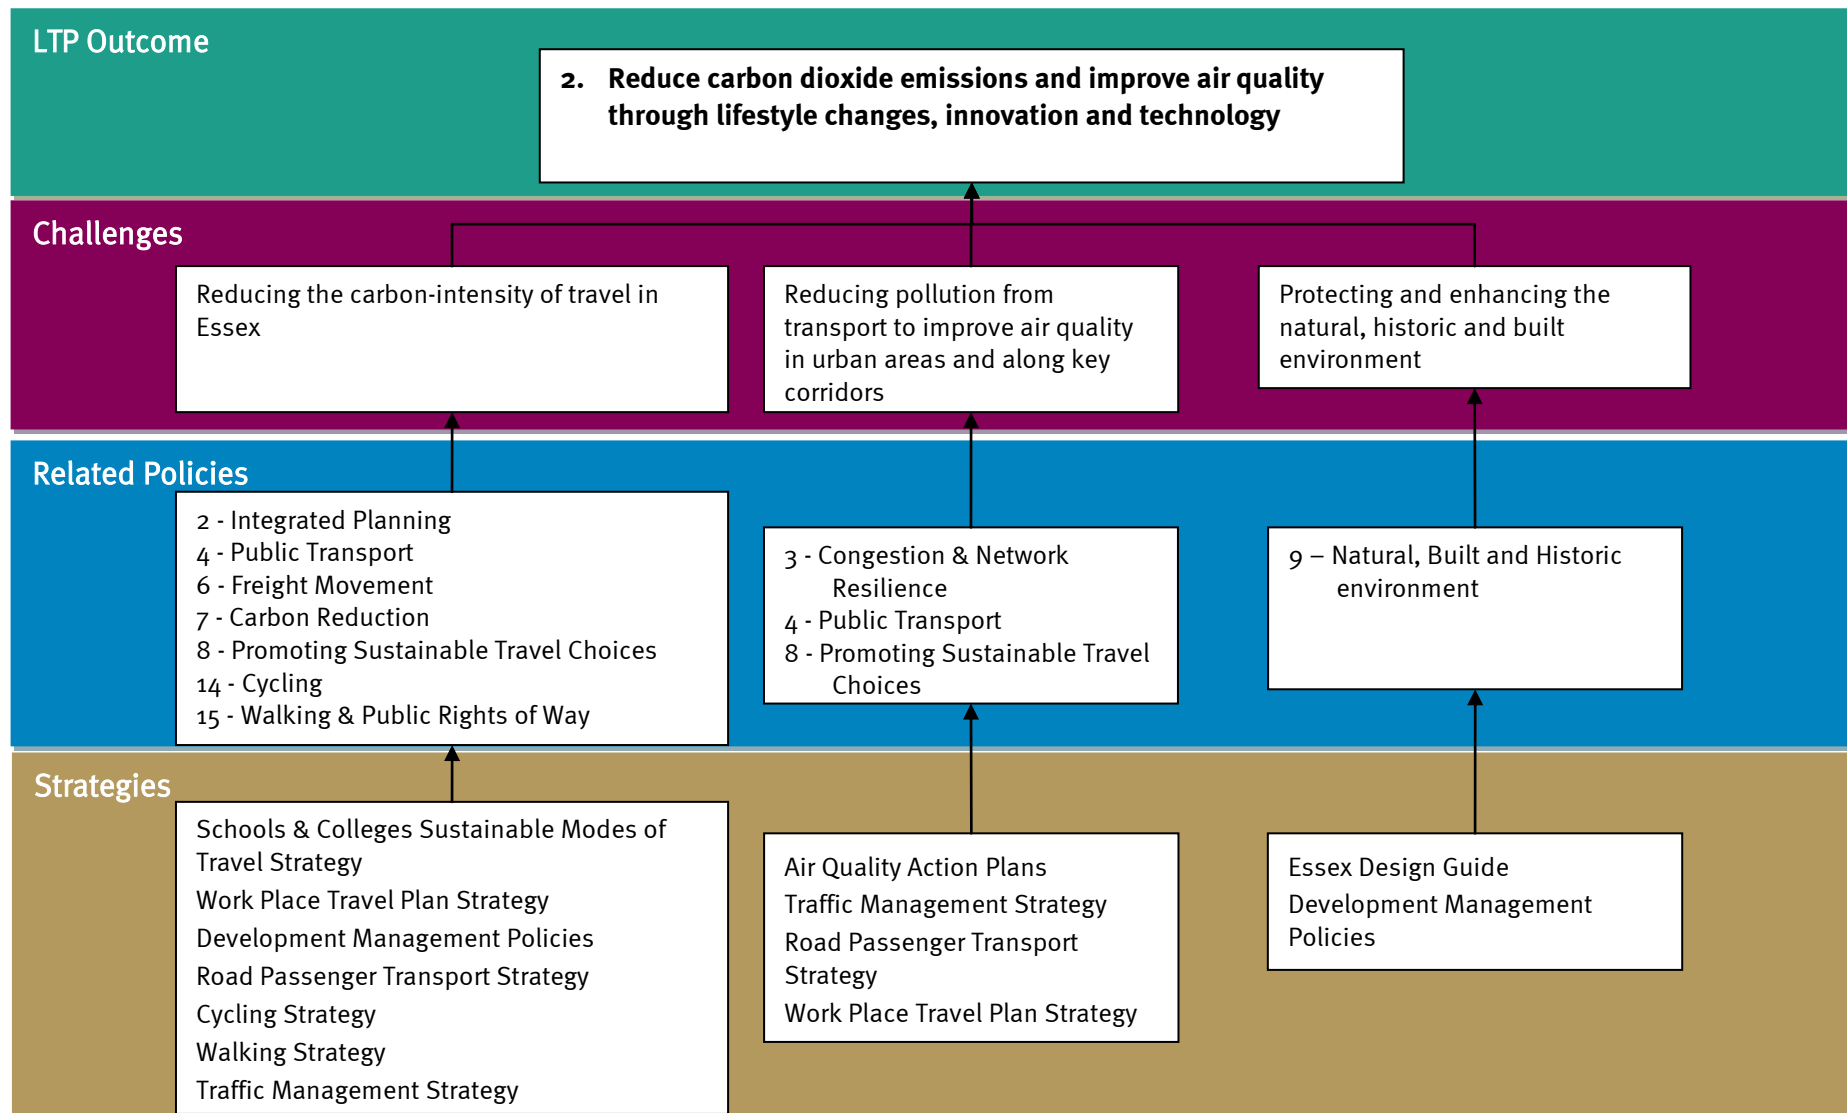 LTP Outcome
2. Reduce carbon dioxide emissions and improve air quality
through lifestyle changes, innovation and technology
Challenges
Reducing the carbon-intensity of travel in
Essex
Reducing pollution from
transport to improve air quality
in urban areas and along key
corridors
Protecting and enhancing the
natural, historic and built
environment
Related Policies
2 - Integrated Planning
4 - Public Transport
6 - Freight Movement
7 - Carbon Reduction
8 - Promoting Sustainable Travel Choices
14 - Cycling
15 - Walking & Public Rights of Way
3 - Congestion & Network
Resilience
4 - Public Transport
8 - Promoting Sustainable Travel
Choices
9 – Natural, Built and Historic
environment
Strategies
Schools & Colleges Sustainable Modes of
Travel Strategy
Work Place Travel Plan Strategy
Development Management Policies
Road Passenger Transport Strategy
Cycling Strategy
Walking Strategy
Traffic Management Strategy
Air Quality Action Plans
Traffic Management Strategy
Road Passenger Transport
Strategy
Work Place Travel Plan Strategy
Essex Design Guide
Development Management
Policies